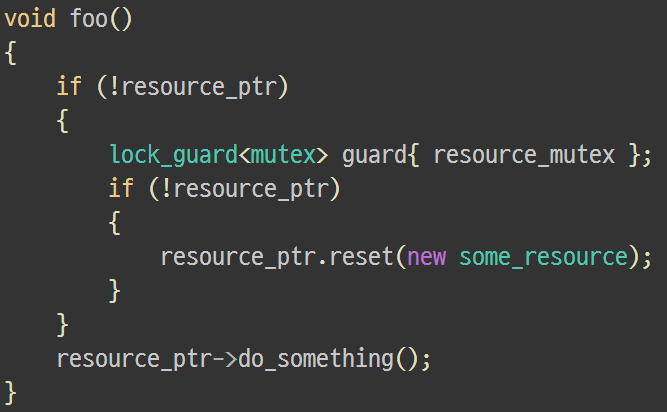 void foo()
{
    if (!resource_ptr)
    {
        lock_guard<mutex> guard{ resource_mutex };
        if (!resource_ptr)
        {
            resource_ptr.reset(new some_resource);
        }
    }
    resource_ptr->do_something();
}